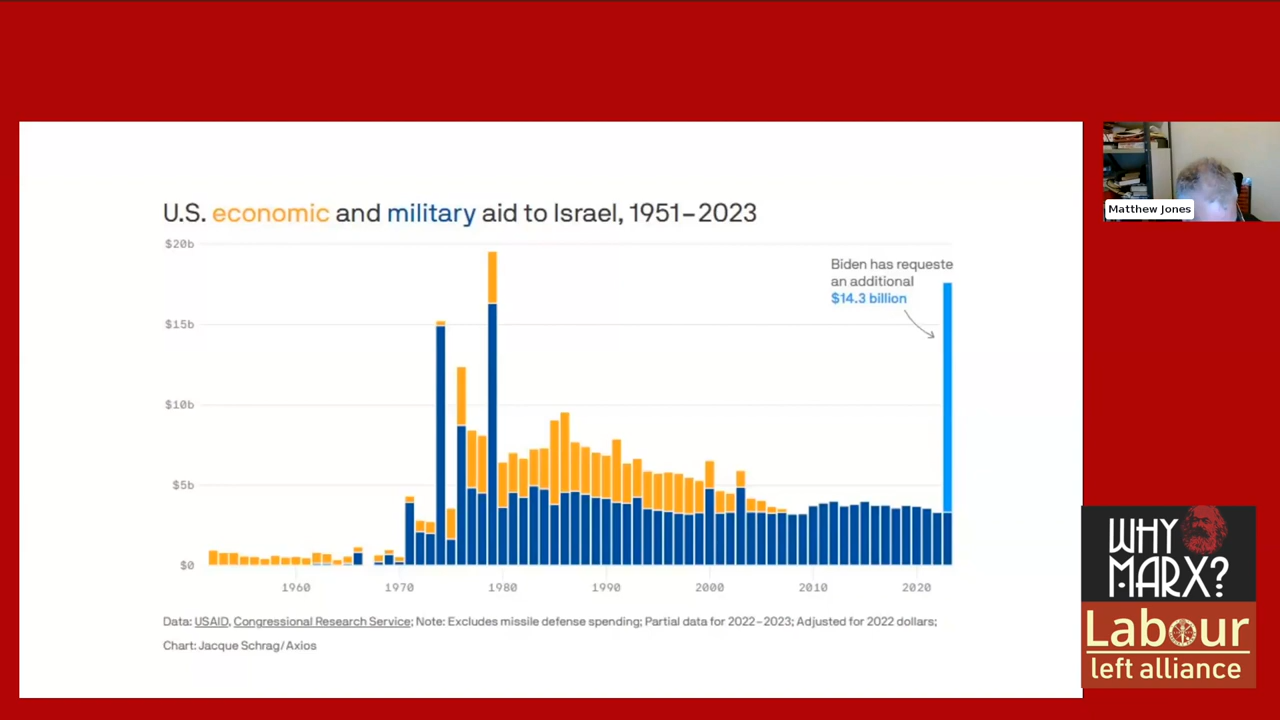 U.S. economic and military aid to Israel, 1951–2023
$20b
Biden has requeste
an additional
$14.3 billion
$15b
$10b
$5b
$0
1960 1970 1980 1990 2000 2010 2020
Data: USAID, Congressional Research Service; Note: Excludes missile defense spending; Partial data for 2022–2023; Adjusted for 2022 dollars;
Chart: Jacque Schrag/Axios
Matthew Jones
WHY
MARX?
Labour
left alliance